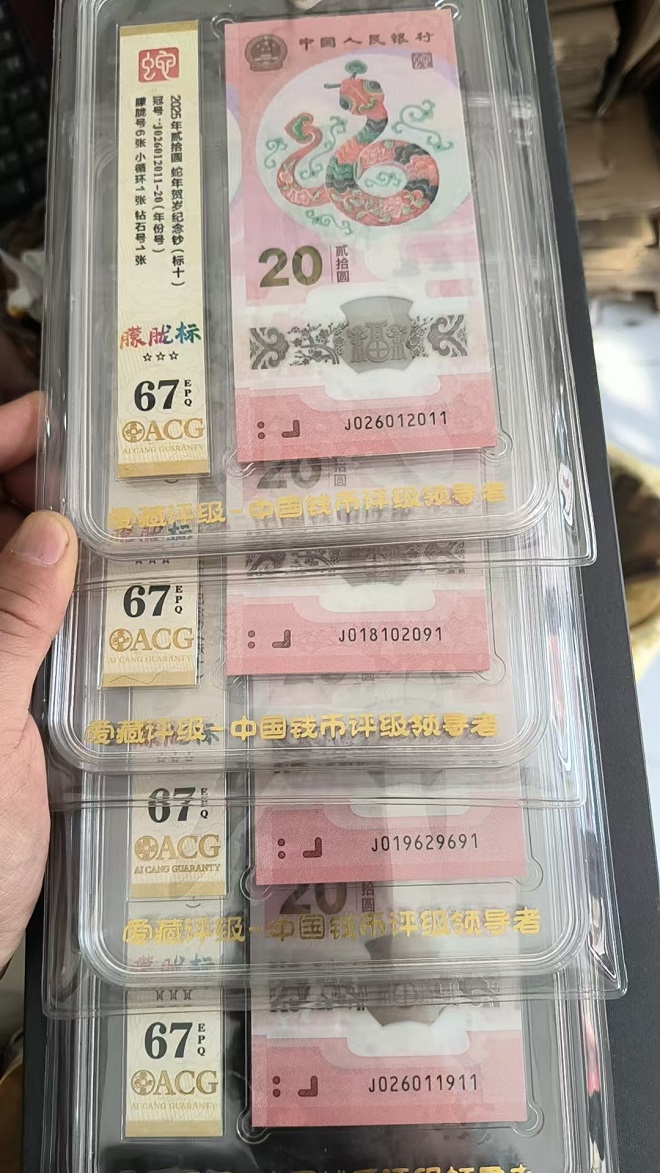 蛇
2025年贰拾圆 蛇年贺岁纪念钞（标十）
冠号:J026012011-20（年份号）
朦胧号6张 小循环1张 钻石号1张
朦胧标
☆☆☆
67 EPQ
ACG
AI CANG GUARANTY
中国人民银行
20 贰拾圆
J026012011
爱藏评级-中国钱币评级领导者
67 EPQ
ACG
AI CANG GUARANTY
J018102091
爱藏评级-中国钱币评级领导者
67 EPQ
ACG
AI CANG GUARANTY
J019629691
20 拾圆
爱藏评级-中国钱币评级领导者
67 EPQ
ACG
AI CANG GUARANTY
J026011911